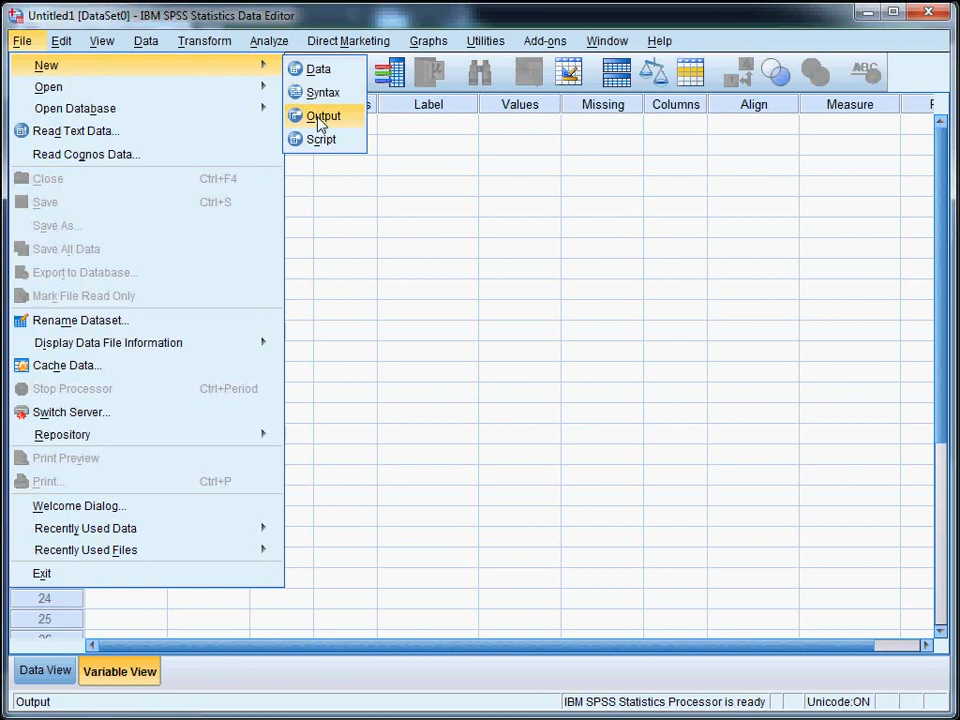 Untitled1 [DataSet0] - IBM SPSS Statistics Data Editor
File Edit View Data Transform Analyze Direct Marketing Graphs Utilities Add-ons Window Help
New
Open
Open Database
Read Text Data...
Read Cognos Data...
Close Ctrl+F4
Save Ctrl+S
Save As...
Save All Data
Export to Database...
Mark File Read Only
Rename Dataset...
Display Data File Information
Cache Data...
Stop Processor Ctrl+Period
Switch Server...
Repository
Print Preview
Print... Ctrl+P
Welcome Dialog...
Recently Used Data
Recently Used Files
Exit
Data
Syntax
Output
Script
ABC
Label Values Missing Columns Align Measure
24
25
Data View Variable View
Output IBM SPSS Statistics Processor is ready Unicode:ON